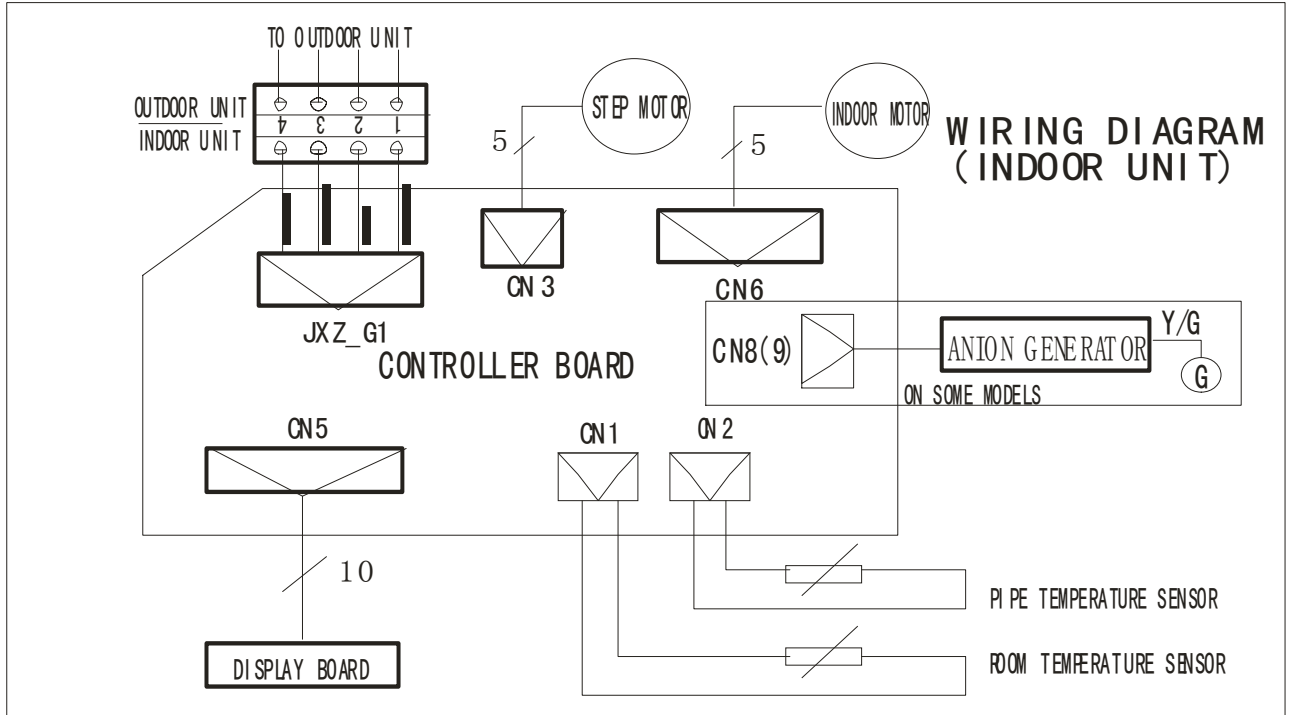 TO OUTDOOR UNIT
OUTDOOR UNIT
4 3 2 1
INDOOR UNIT
STEP MOTOR
INDOOR MOTOR
5
5
WIRING DIAGRAM
(INDOOR UNIT)
CN3
CN6
JXZ_G1
CONTROLLER BOARD
CN8(9)
ANION GENERATOR
Y/G
G
ON SOME MODELS
CN5
CN1
CN2
10
PIPE TEMPERATURE SENSOR
DISPLAY BOARD
ROOM TEMPERATURE SENSOR